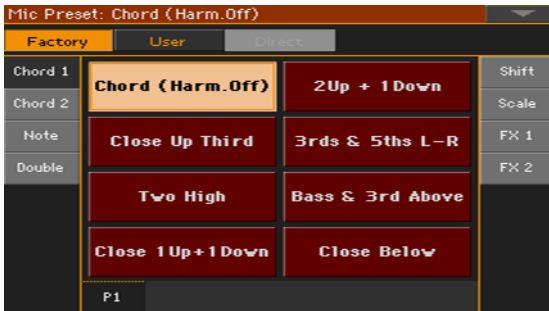 Mic Preset: Chord (Harm.Off)
Factory User Direct
Chord 1
Chord 2
Note
Double
Chord (Harm.Off) 2Up + 1Down
Close Up Third 3rds & 5ths L-R
Two High Bass & 3rd Above
Close 1Up+1Down Close Below
Shift
Scale
FX 1
FX 2
P1